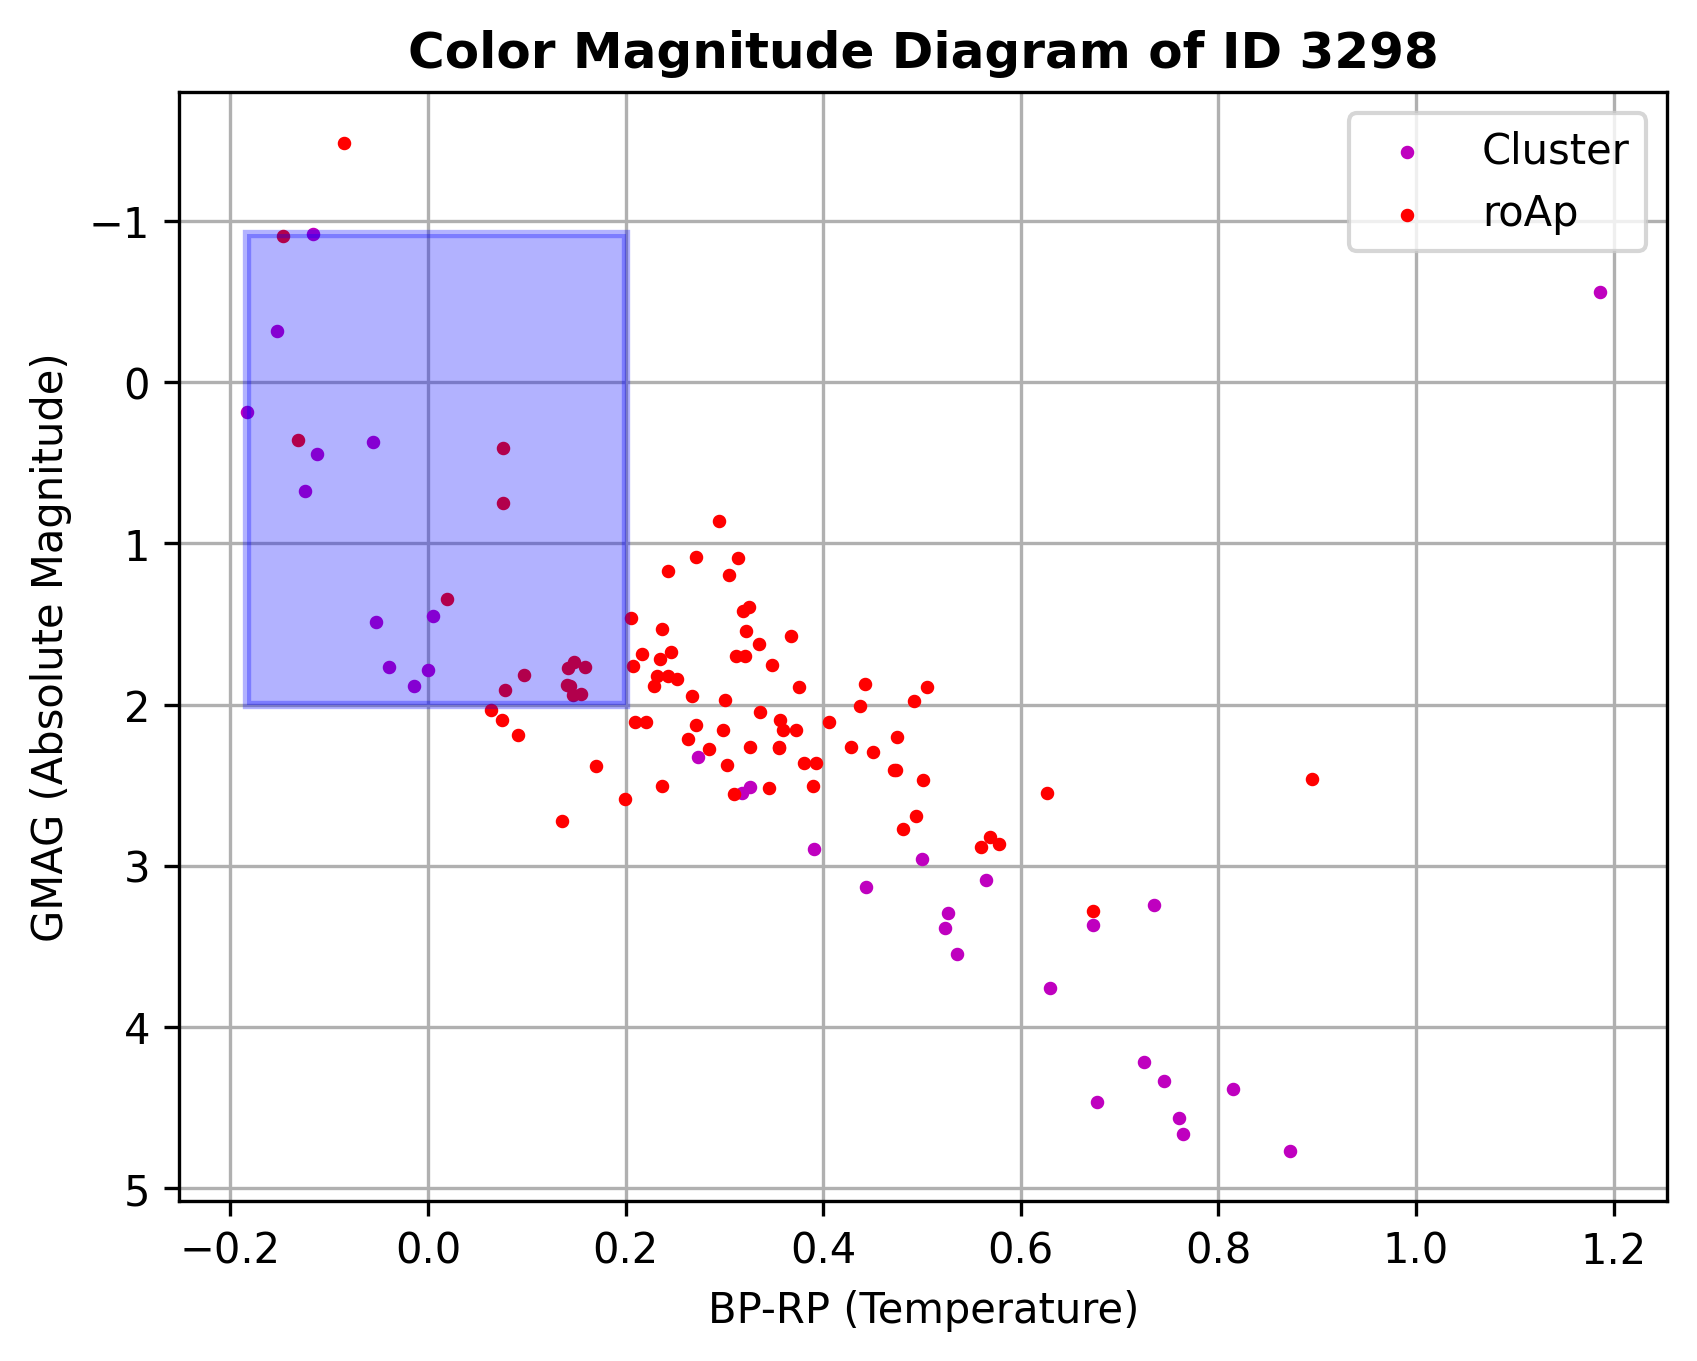 Color Magnitude Diagram of ID 3298
Cluster
roAp
GMAG (Absolute Magnitude)
−1
0
1
2
3
4
5
−0.2 0.0 0.2 0.4 0.6 0.8 1.0 1.2
BP-RP (Temperature)